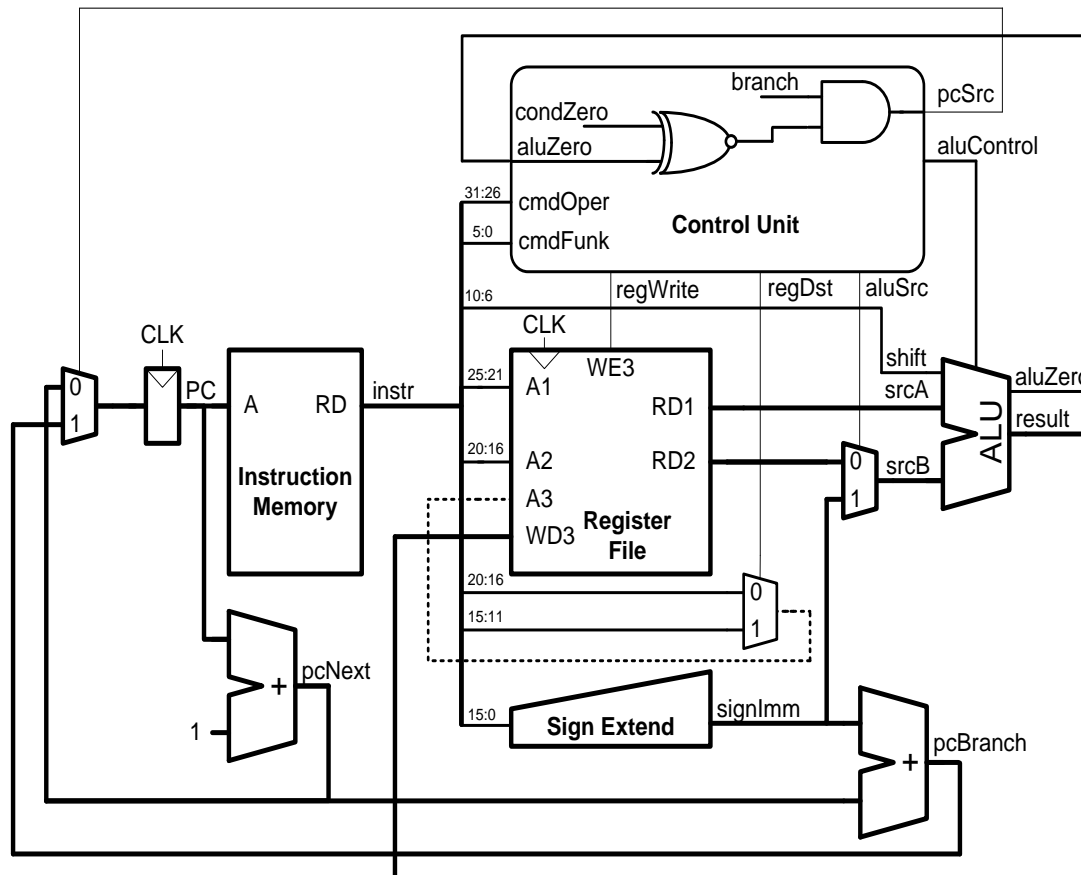 branch
pcSrc
condZero
aluZero
aluControl
31:26
cmdOper
Control Unit
5:0
cmdFunk
10:6
regWrite
regDst
aluSrc
CLK
CLK
shift
0
1
PC
A
RD
instr
25:21
A1
WE3
RD1
srcA
aluZero
result
ALU
20:16
A2
RD2
0
1
srcB
Instruction
Memory
A3
WD3
Register
File
20:16
0
15:11
1
pcNext
+
1
15:0
Sign Extend
signImm
+
pcBranch